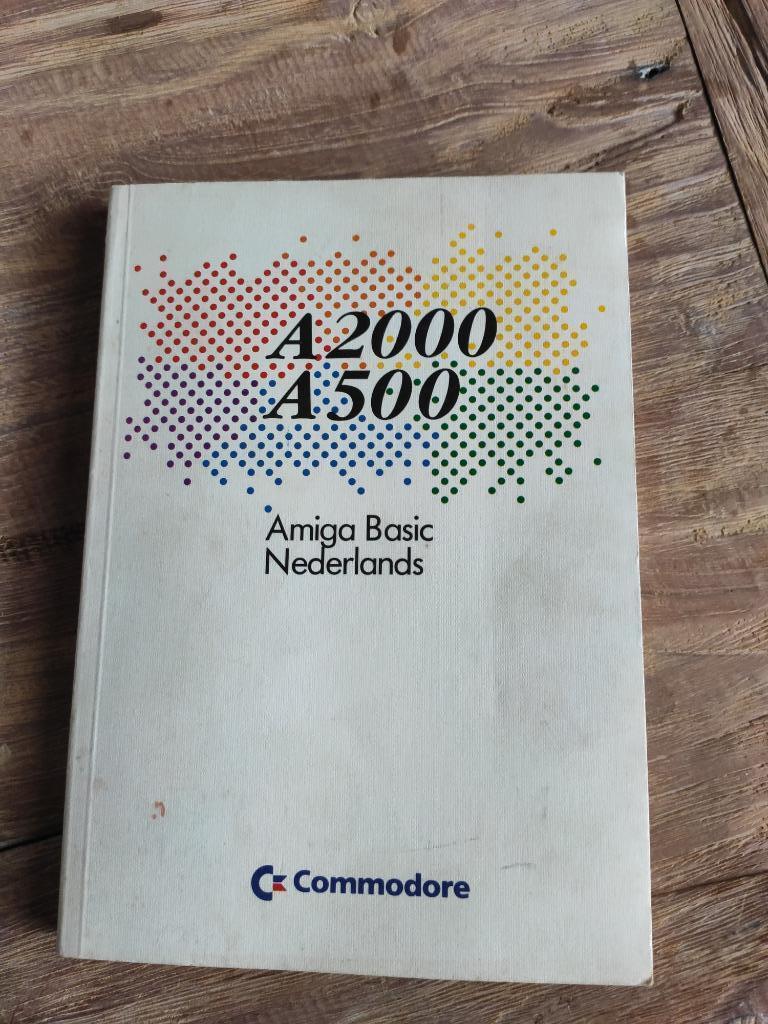 A2000
A500
Amiga Basic
Nederlands
Commodore